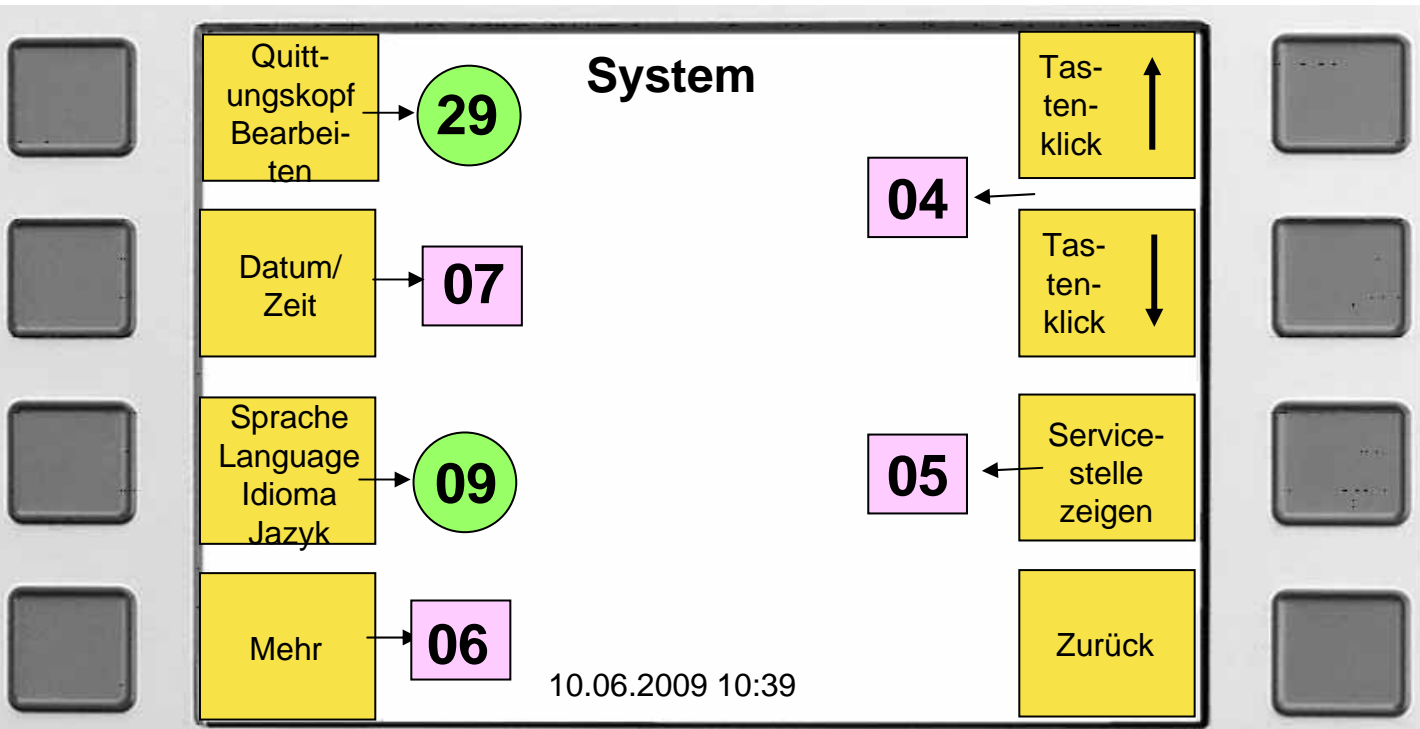 System
Quitt-
ungskopf
Bearbei-
ten
29
Tas-
ten-
klick
04
Datum/
Zeit
07
Tas-
ten-
klick
Sprache
Language
Idioma
Jazyk
09
05
Service-
stelle
zeigen
Mehr
06
10.06.2009 10:39
Zurück